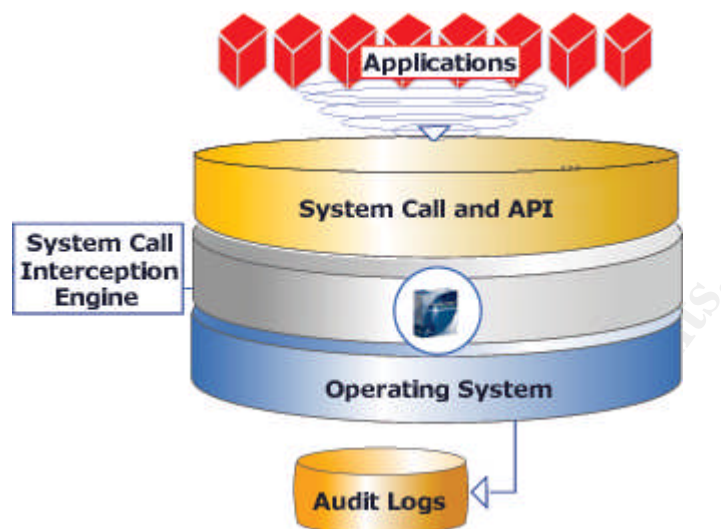 Applications
System Call and API
System Call
Interception
Engine
Operating System
Audit Logs